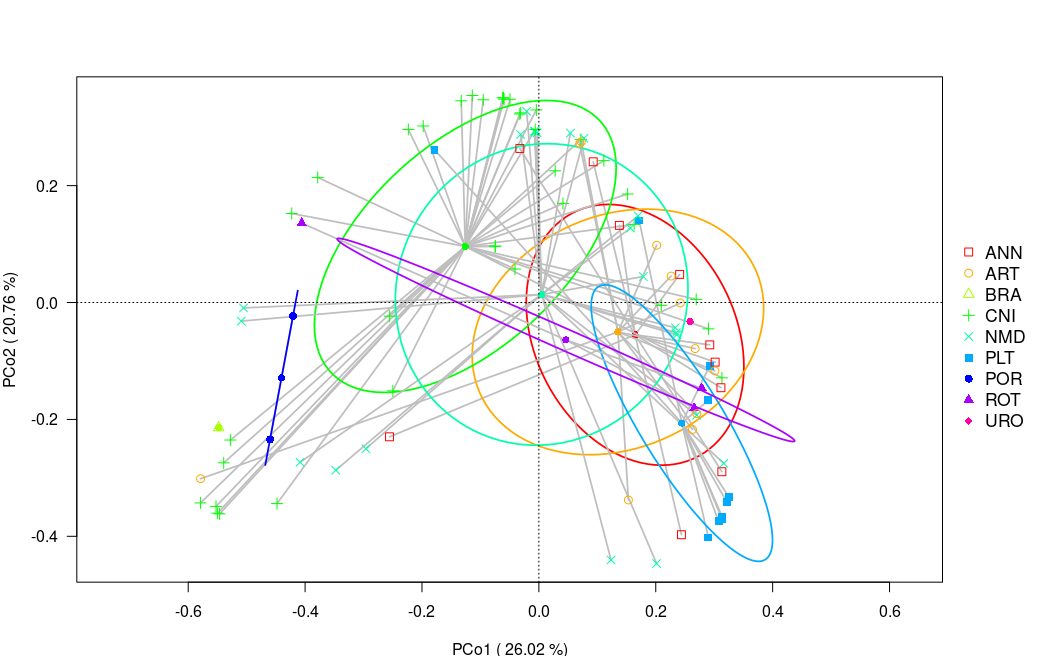 PCo2 ( 20.76 %)
0.2
0.0
-0.2
-0.4
-0.6
-0.4
-0.2
0.0
0.2
0.4
0.6
PCo1 ( 26.02 %)
ANN
ART
BRA
CNI
NMD
PLT
POR
ROT
URO